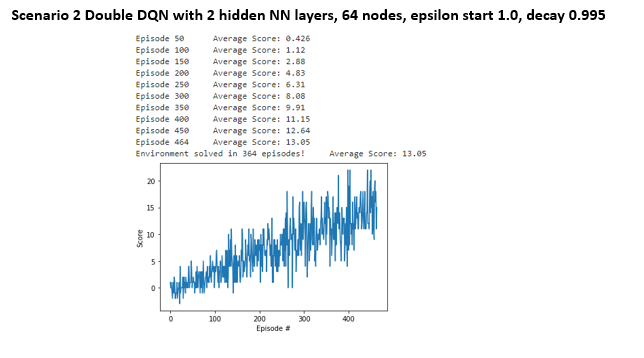 Scenario 2 Double DQN with 2 hidden NN layers, 64 nodes, epsilon start 1.0, decay 0.995
Episode 50 Average Score: 0.426
Episode 100 Average Score: 1.12
Episode 150 Average Score: 2.88
Episode 200 Average Score: 4.83
Episode 250 Average Score: 6.31
Episode 300 Average Score: 8.08
Episode 350 Average Score: 9.91
Episode 400 Average Score: 11.15
Episode 450 Average Score: 12.64
Episode 464 Average Score: 13.05
Environment solved in 364 episodes! Average Score: 13.05
20
15
10
5
0
Score
0 100 200 300 400
Episode #